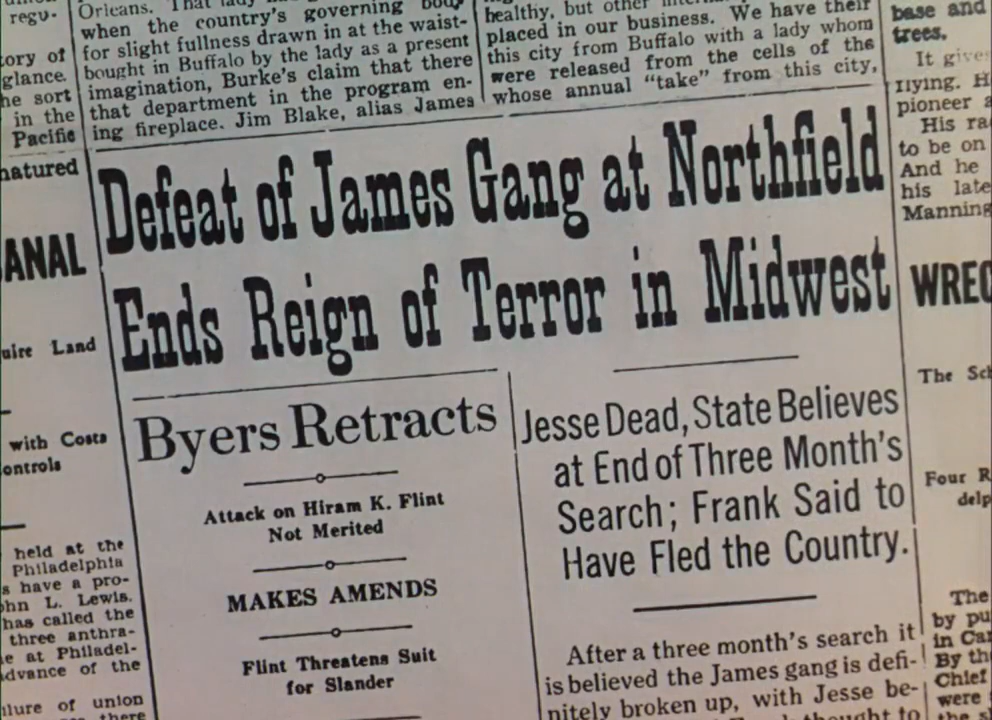 regu-
ory of
glance.
he sort
in the
Pacific
natured
ANAL
uire Land
with Costa
ontrols
held at the
Philadelphia
s have a pro-
ohn L. Lewis.
has called the
three anthra-
e at Philadel-
dvance of the
ilure of union
there
Orleans. That lady
when the country's governing body
for slight fullness drawn in at the waist-
bought in Buffalo by the lady as a present
imagination, Burke's claim that there
that department in the program en-
ing fireplace. Jim Blake, alias James
healthy, but other
placed in our business. We have their
this city from Buffalo with a lady whom
were released from the cells of the
whose annual "take" from this city,
Defeat of James Gang at Northfield
Ends Reign of Terror in Midwest
Byers Retracts
Attack on Hiram K. Flint
Not Merited
MAKES AMENDS
Flint Threatens Suit
for Slander
Jesse Dead, State Believes
at End of Three Month's
Search; Frank Said to
Have Fled the Country.
After a three month's search it
is believed the James gang is defi-
nitely broken up, with Jesse be-
thought to
base and
trees.
It gives
flying. H
pioneer a
His ra
to be on
And he
his late
Manning
WREC
The Sch
Four R
delp
The
by pu
in Car
By the
Chief
were